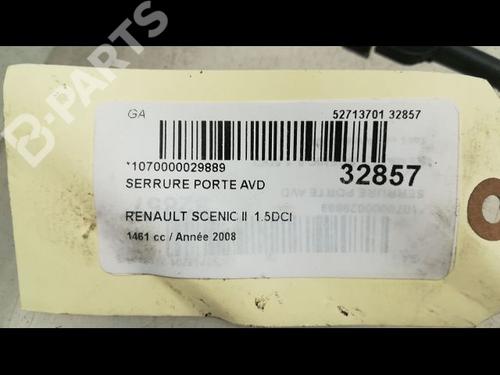 GA 52713701 32857
*1070000029889 32857
SERRURE PORTE AVD
RENAULT SCENIC II 1.5DCI
1461 cc / Année 2008
B-PARTS